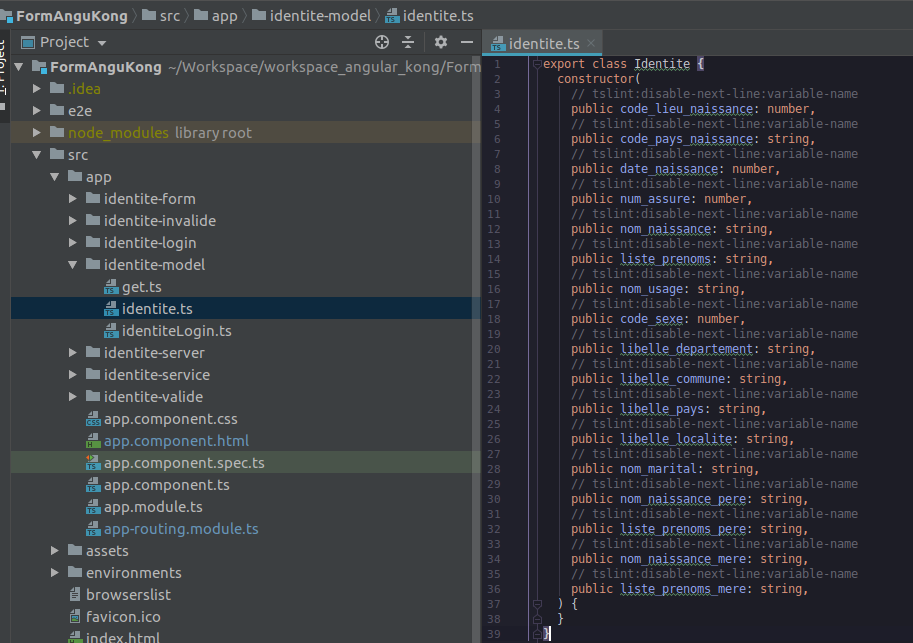 FormAnguKong src app identite-model identite.ts
Project
identite.ts
FormAnguKong ~/Workspace/workspace_angular_kong/Form
.idea
e2e
node_modules library root
src
app
identite-form
identite-invalide
identite-login
identite-model
get.ts
identite.ts
identiteLogin.ts
identite-server
identite-service
identite-valide
app.component.css
app.component.html
app.component.spec.ts
app.component.ts
app.module.ts
app-routing.module.ts
assets
environments
browserslist
favicon.ico
index.html
1 export class Identite {
2 constructor(
3 // tslint:disable-next-line:variable-name
4 public code_lieu_naissance: number,
5 // tslint:disable-next-line:variable-name
6 public code_pays_naissance: string,
7 // tslint:disable-next-line:variable-name
8 public date_naissance: number,
9 // tslint:disable-next-line:variable-name
10 public num_assure: number,
11 // tslint:disable-next-line:variable-name
12 public nom_naissance: string,
13 // tslint:disable-next-line:variable-name
14 public liste_prenoms: string,
15 // tslint:disable-next-line:variable-name
16 public nom_usage: string,
17 // tslint:disable-next-line:variable-name
18 public code_sexe: number,
19 // tslint:disable-next-line:variable-name
20 public libelle_departement: string,
21 // tslint:disable-next-line:variable-name
22 public libelle_commune: string,
23 // tslint:disable-next-line:variable-name
24 public libelle_pays: string,
25 // tslint:disable-next-line:variable-name
26 public libelle_localite: string,
27 // tslint:disable-next-line:variable-name
28 public nom_marital: string,
29 // tslint:disable-next-line:variable-name
30 public nom_naissance_pere: string,
31 // tslint:disable-next-line:variable-name
32 public liste_prenoms_pere: string,
33 // tslint:disable-next-line:variable-name
34 public nom_naissance_mere: string,
35 // tslint:disable-next-line:variable-name
36 public liste_prenoms_mere: string,
37 ) {
38 }
39 }